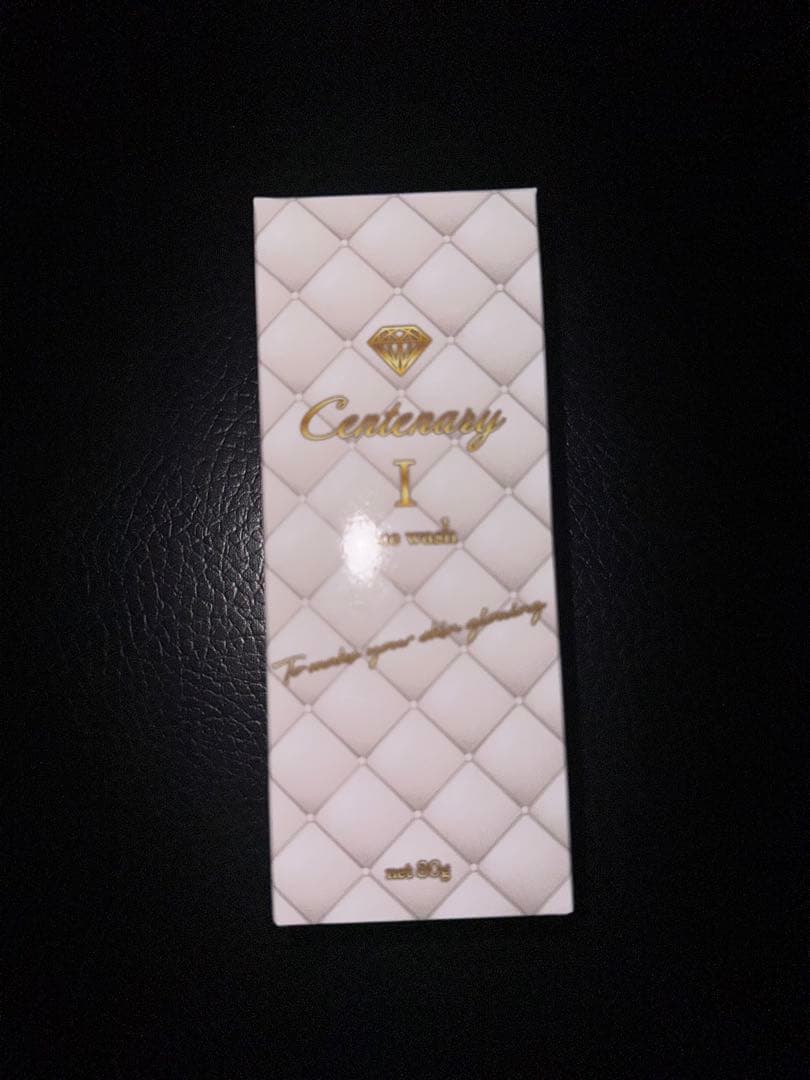 Centenary
I
wash
To make your skin glowing
net 80g